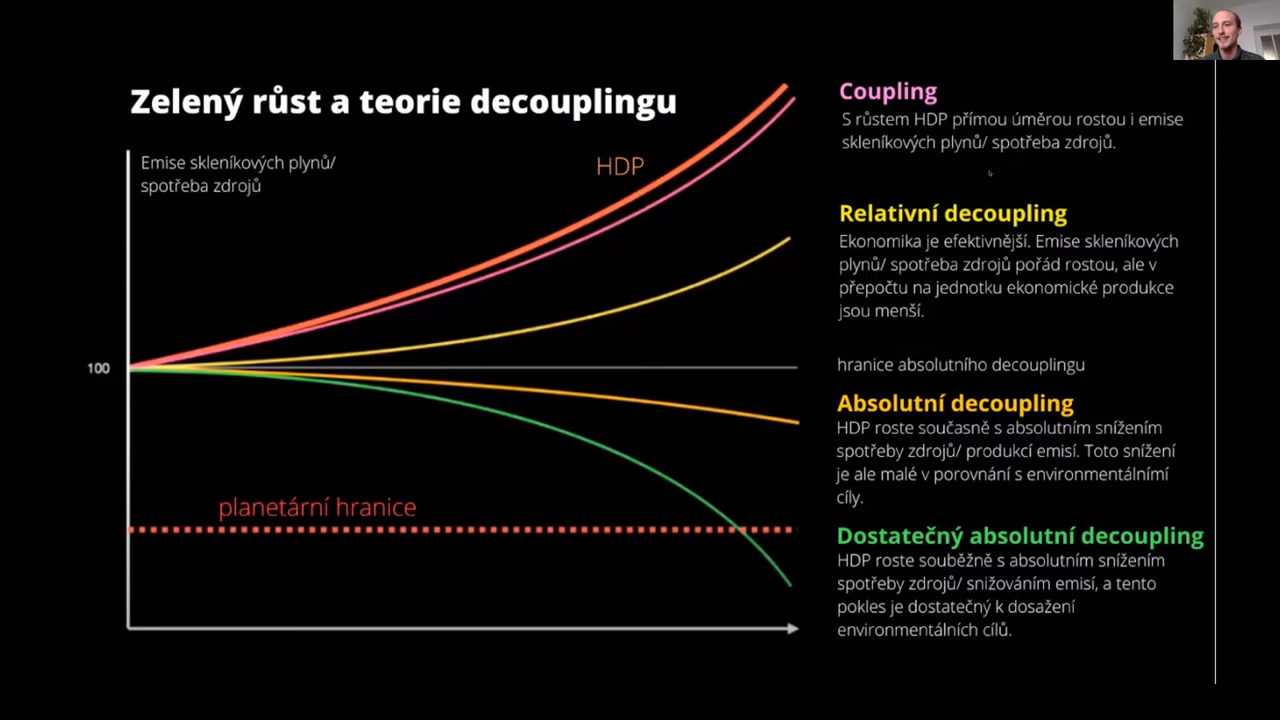 Zelený růst a teorie decouplingu
Emise skleníkových plynů/
spotřeba zdrojů
HDP
100
planetární hranice
Coupling
S růstem HDP přímou úměrou rostou i emise
skleníkových plynů/ spotřeba zdrojů.
Relativní decoupling
Ekonomika je efektivnější. Emise skleníkových
plynů/ spotřeba zdrojů pořád rostou, ale v
přepočtu na jednotku ekonomické produkce
jsou menší.
hranice absolutního decouplingu
Absolutní decoupling
HDP roste současně s absolutním snížením
spotřeby zdrojů/ produkcí emisí. Toto snížení
je ale malé v porovnání s environmentálnímí
cíly.
Dostatečný absolutní decoupling
HDP roste souběžně s absolutním snížením
spotřeby zdrojů/ snižováním emisí, a tento
pokles je dostatečný k dosažení
environmentálních cílů.